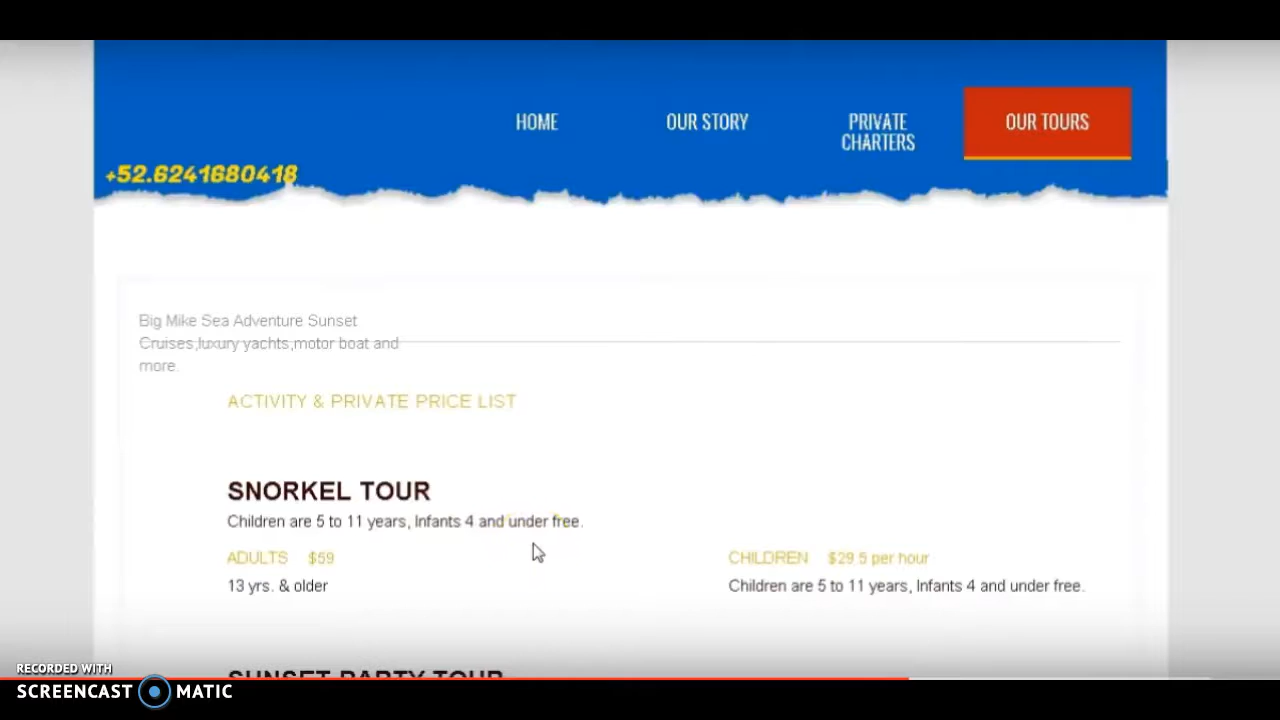 HOME
OUR STORY
PRIVATE
CHARTERS
OUR TOURS
+52.6241680418
Big Mike Sea Adventure Sunset
Cruises,luxury yachts,motor boat and
more.
ACTIVITY & PRIVATE PRICE LIST
SNORKEL TOUR
Children are 5 to 11 years, Infants 4 and under free.
ADULTS $59
CHILDREN $29.5 per hour
13 yrs. & older
Children are 5 to 11 years, Infants 4 and under free.
SUNSET PARTY TOUR
RECORDED WITH
SCREENCAST MATIC